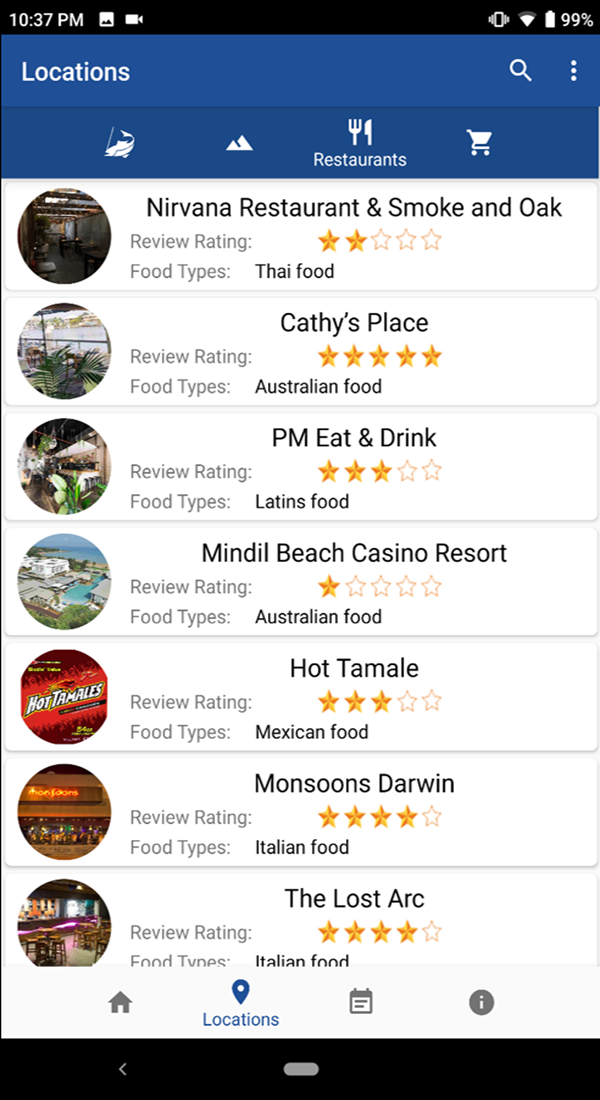 10:37 PM
99%
Locations
Restaurants
Nirvana Restaurant & Smoke and Oak
Review Rating:
Food Types: Thai food
Cathy’s Place
Review Rating:
Food Types: Australian food
PM Eat & Drink
Review Rating:
Food Types: Latins food
Mindil Beach Casino Resort
Review Rating:
Food Types: Australian food
HOT TAMALES
Hot Tamale
Review Rating:
Food Types: Mexican food
monsoons
Monsoons Darwin
Review Rating:
Food Types: Italian food
The Lost Arc
Review Rating:
Food Types: Italian food
Locations